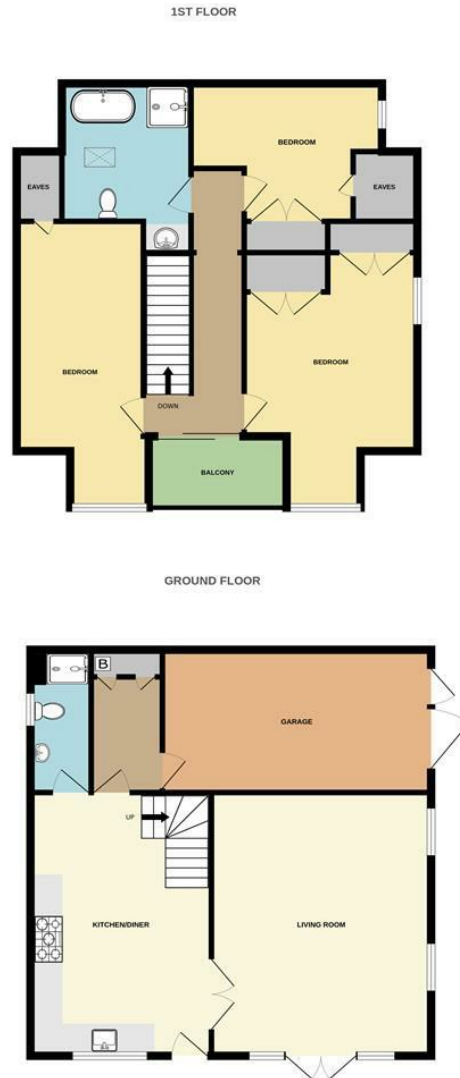 1ST FLOOR
BEDROOM
EAVES
EAVES
BEDROOM
BEDROOM
DOWN
BALCONY
GROUND FLOOR
B
GARAGE
UP
KITCHEN/DINER
LIVING ROOM